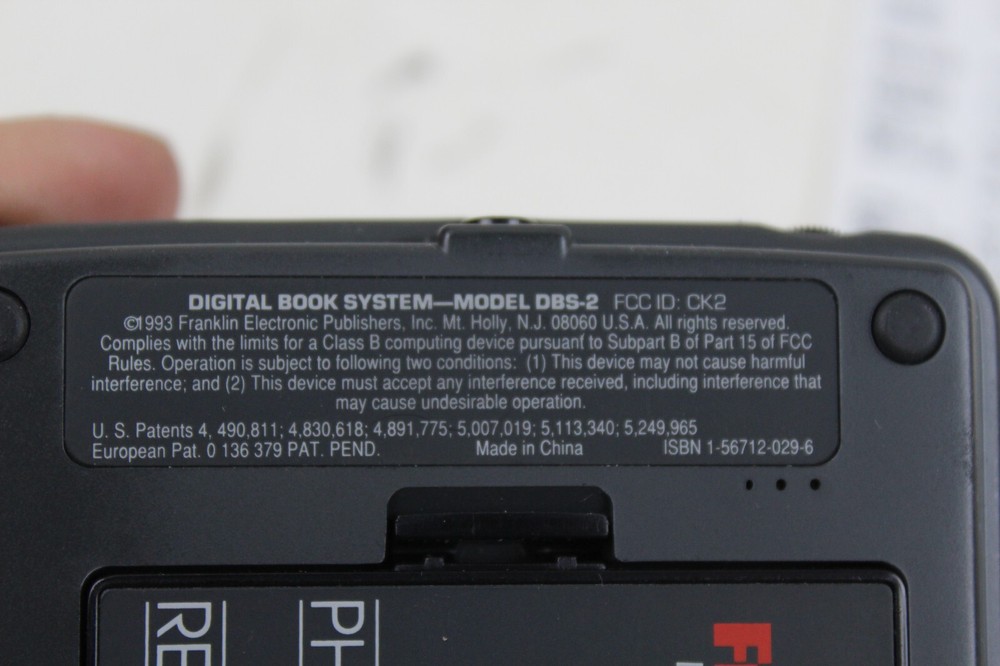 DIGITAL BOOK SYSTEM—MODEL DBS-2 FCC ID: CK2
©1993 Franklin Electronic Publishers, Inc. Mt. Holly, N.J. 08060 U.S.A. All rights reserved.
Complies with the limits for a Class B computing device pursuant to Subpart B of Part 15 of FCC
Rules. Operation is subject to following two conditions: (1) This device may not cause harmful
interference; and (2) This device must accept any interference received, including interference that
may cause undesirable operation.
U. S. Patents 4, 490,811; 4,830,618; 4,891,775; 5,007,019; 5,113,340; 5,249,965
European Pat. 0 136 379 PAT. PEND. Made in China ISBN 1-56712-029-6
RE
PH
F